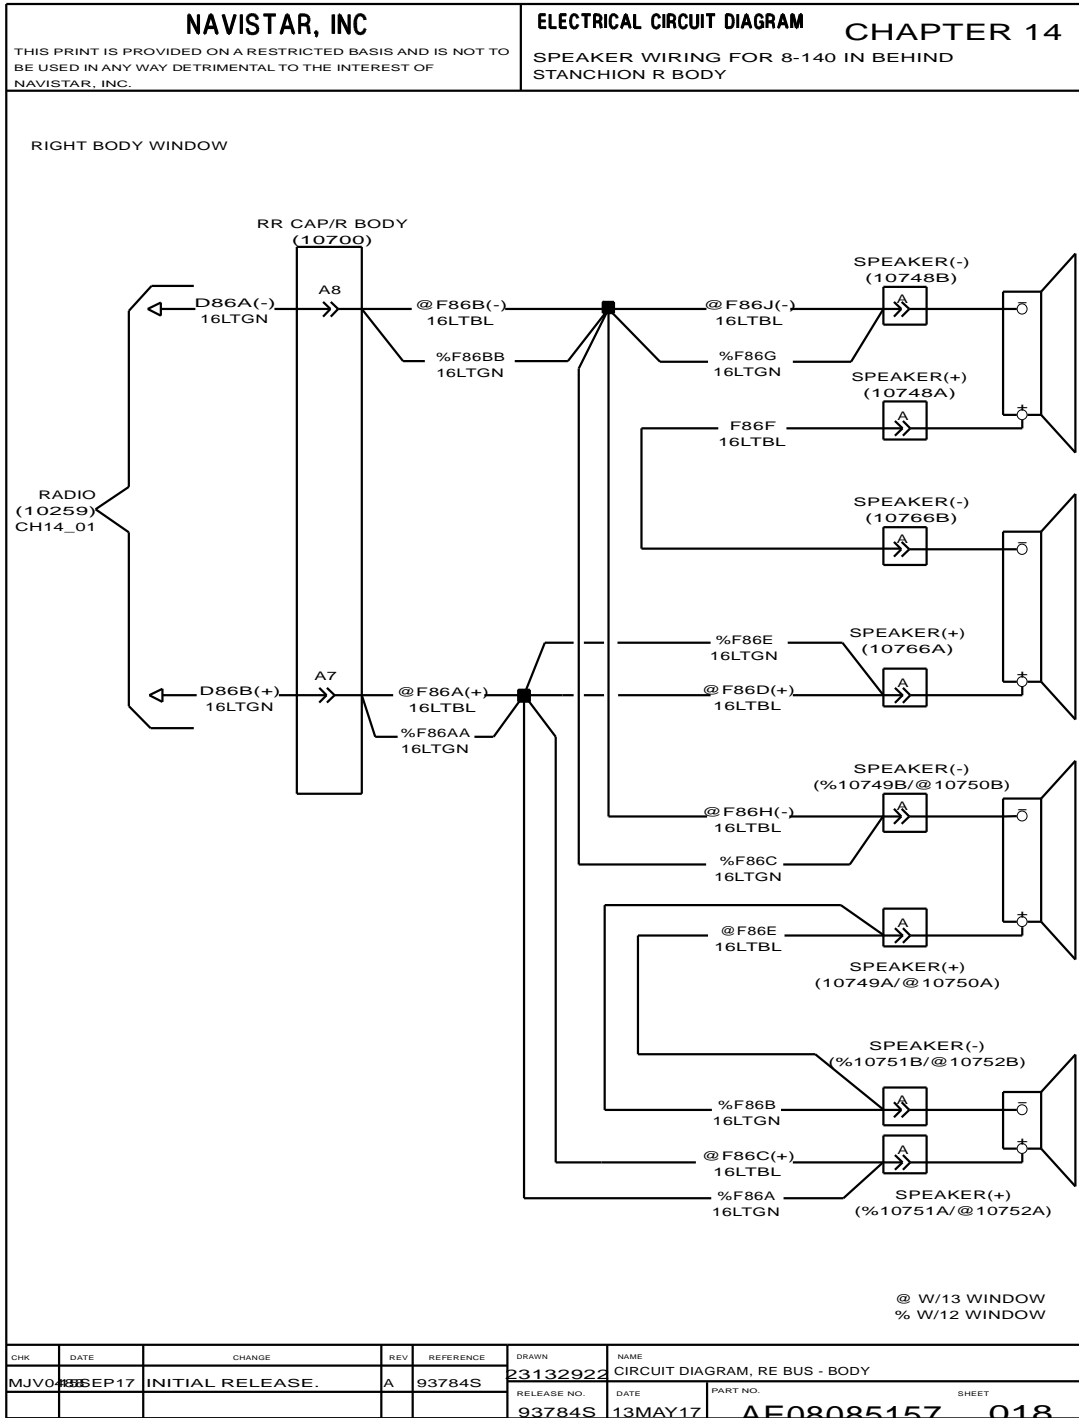 NAVISTAR, INC
THIS PRINT IS PROVIDED ON A RESTRICTED BASIS AND IS NOT TO
BE USED IN ANY WAY DETRIMENTAL TO THE INTEREST OF
NAVISTAR, INC.
ELECTRICAL CIRCUIT DIAGRAM
CHAPTER 14
SPEAKER WIRING FOR 8-140 IN BEHIND
STANCHION R BODY
RIGHT BODY WINDOW
RR CAP/R BODY
(10700)
SPEAKER(-)
(10748B)
D86A(-)
16LTGN
A8
@F86B(-)
16LTBL
@F86J(-)
16LTBL
A
-
%F86BB
16LTGN
%F86G
16LTGN
SPEAKER(+)
(10748A)
F86F
16LTBL
A
+
RADIO
(10259)
CH14_01
SPEAKER(-)
(10766B)
A
-
%F86E
16LTGN
SPEAKER(+)
(10766A)
D86B(+)
16LTGN
A7
@F86A(+)
16LTBL
@F86D(+)
16LTBL
A
+
%F86AA
16LTGN
SPEAKER(-)
(%10749B/@10750B)
@F86H(-)
16LTBL
A
-
%F86C
16LTGN
@F86E
16LTBL
A
+
SPEAKER(+)
(10749A/@10750A)
SPEAKER(-)
(%10751B/@10752B)
%F86B
16LTGN
A
-
@F86C(+)
16LTBL
A
+
%F86A
16LTGN
SPEAKER(+)
(%10751A/@10752A)
@ W/13 WINDOW
% W/12 WINDOW
CHK DATE CHANGE REV REFERENCE DRAWN NAME
23132922 CIRCUIT DIAGRAM, RE BUS - BODY
SEP17 INITIAL RELEASE. A 93784S
RELEASE NO. DATE PART NO. SHEET
93784S 13MAY17 AE08085157 018